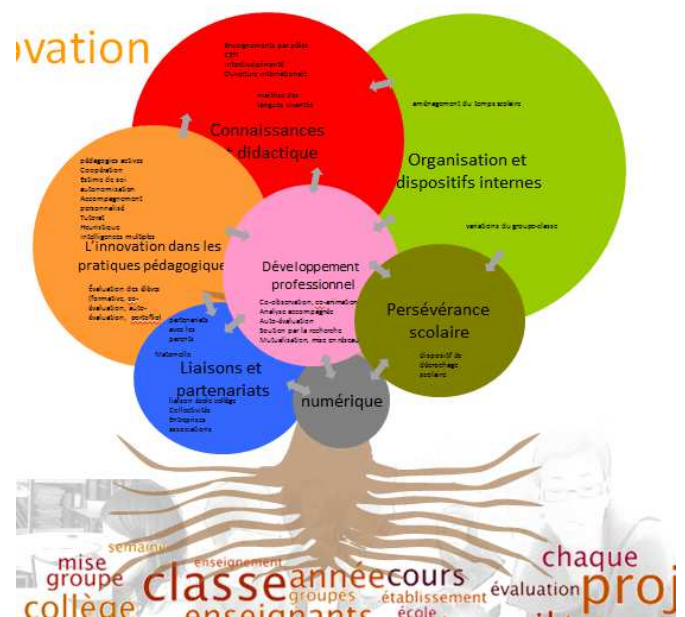 ovation
Enseignements par pôles
CPN
Interdisciplinarité
Ouverture internationale
maîtrise des
langues vivantes
Connaissances
et didactique
aménagement du temps scolaire
Organisation et
dispositifs internes
variations du groupe-classe
pédagogies actives
Coopération
Estime de soi
autonomisation
Accompagnement
personnalisé
Tutorat
Heuristique
intelligences multiples
L'innovation dans les
pratiques pédagogique
Évaluation des élèves
(formative, co-
évaluation, auto-
évaluation, portoflio)
Développement
professionnel
Co-observation, co-animation
Analyse accompagnée
Auto-évaluation
Soutien par la recherche
Mutualisation, mise en réseau
Persévérance
scolaire
dispositif de
décrochage
scolaire
partenariats
avec les
parents
Maternelle
Liaisons et
partenariats
liaison école collège
Collectivités
Entreprises
associations
numérique
semaine
mise
groupe
collège
classe
enseignement
année
groupes
enseignants
cours
établissement
école
évaluation
chaque
proj